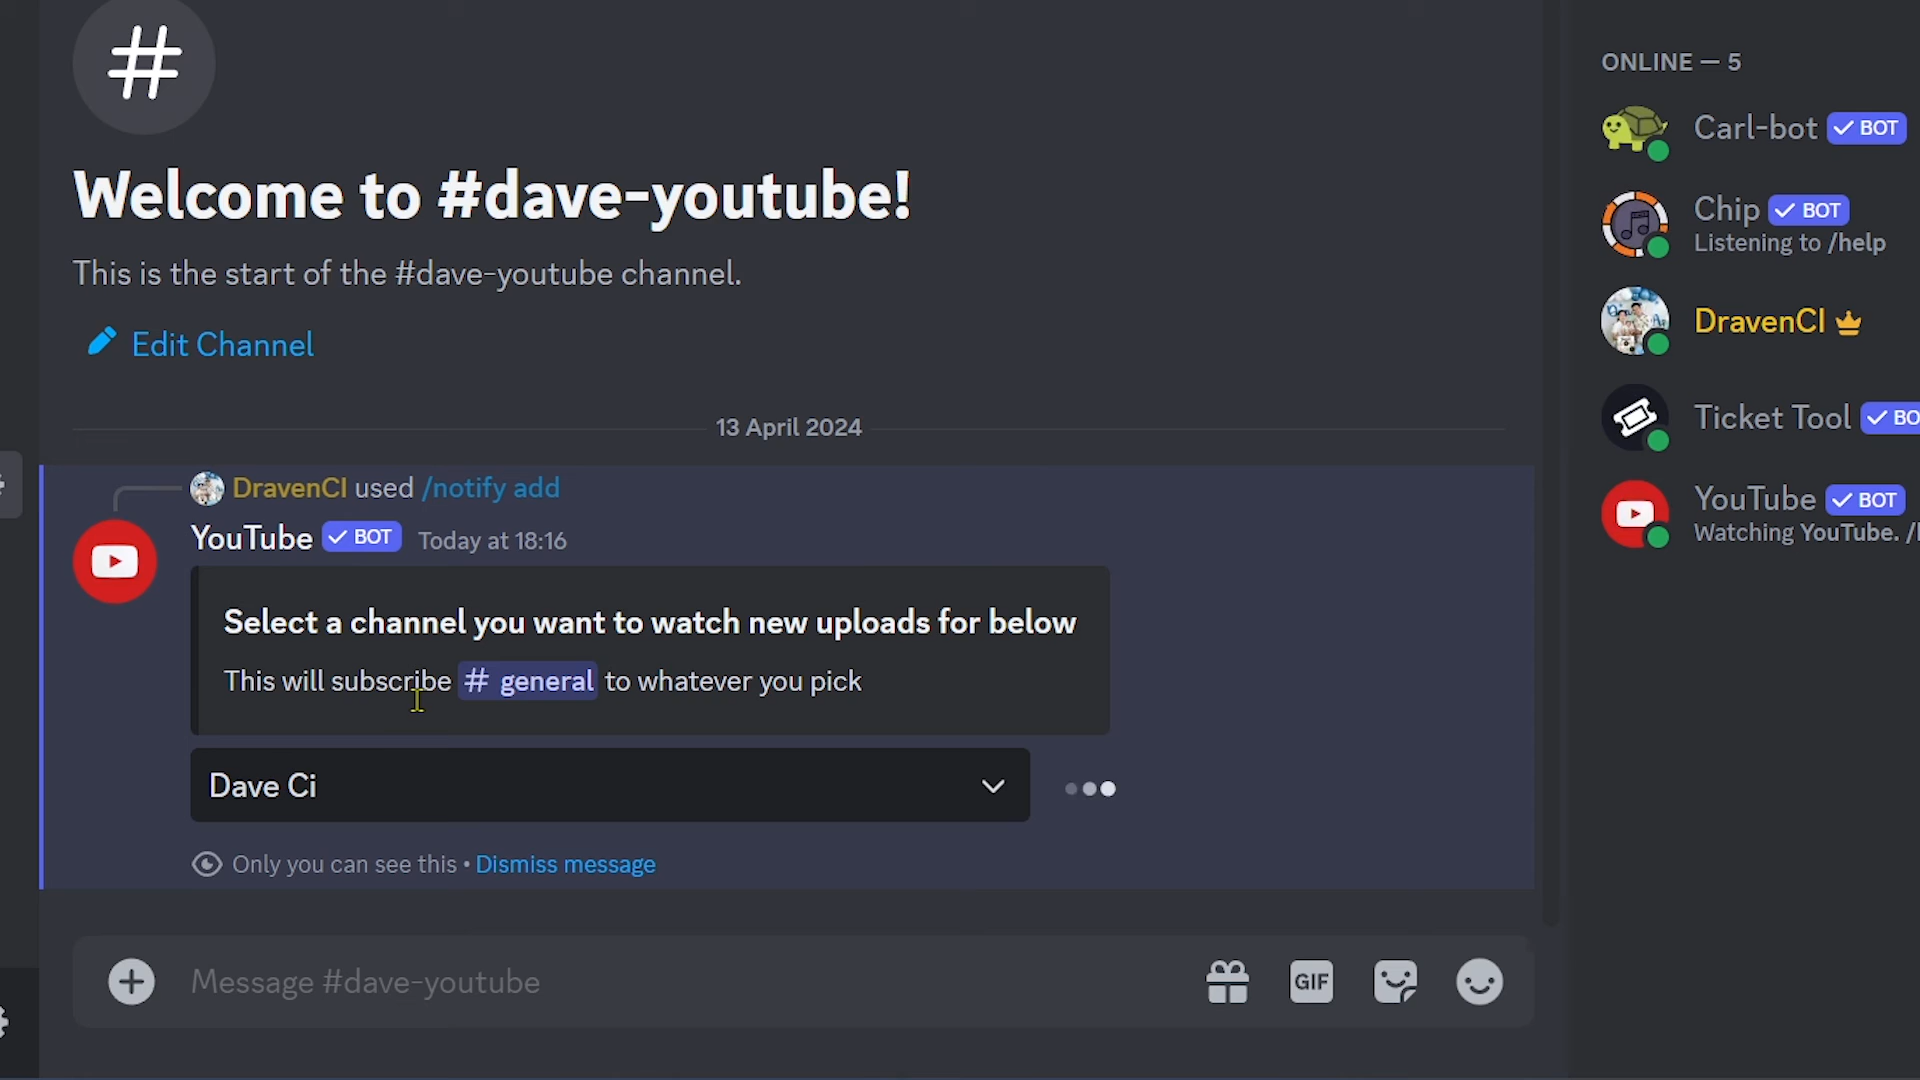 #
Welcome to #dave-youtube!
This is the start of the #dave-youtube channel.
Edit Channel
13 April 2024
DravenCI used /notify add
YouTube BOT Today at 18:16
Select a channel you want to watch new uploads for below
This will subscribe # general to whatever you pick
Dave Ci
Only you can see this • Dismiss message
Message #dave-youtube
GIF
ONLINE — 5
Carl-bot BOT
Chip BOT
Listening to /help
DravenCI
Ticket Tool BO
YouTube BOT
Watching YouTube. /